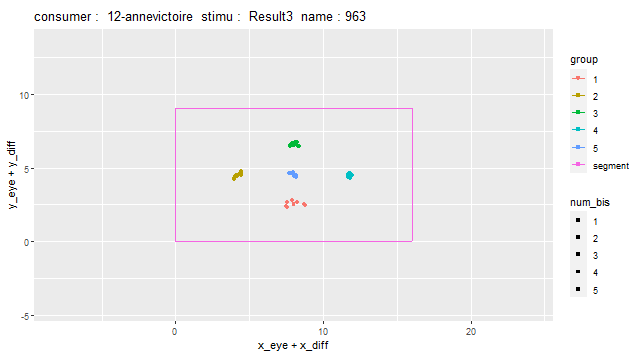 consumer :  12-annevictoire  stimu :  Result3  name : 963
y_eye + y_diff
10
5
0
-5
0
10
20
x_eye + x_diff
group
1
2
3
4
5
segment
num_bis
1
2
3
4
5